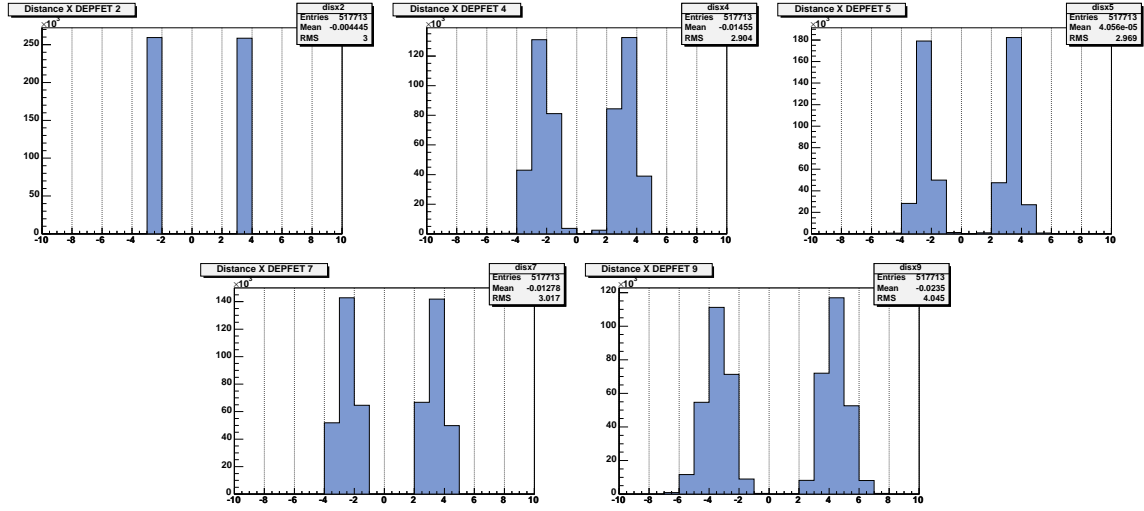 Distance X DEPFET 2
disx2
Entries 517713
Mean -0.004445
RMS 3
×10³
250
200
150
100
50
0
-10 -8 -6 -4 -2 0 2 4 6 8 10
Distance X DEPFET 4
disx4
Entries 517713
Mean -0.01455
RMS 2.904
×10³
120
100
80
60
40
20
0
-10 -8 -6 -4 -2 0 2 4 6 8 10
Distance X DEPFET 5
disx5
Entries 517713
Mean 4.056e-05
RMS 2.969
×10³
180
160
140
120
100
80
60
40
20
0
-10 -8 -6 -4 -2 0 2 4 6 8 10
Distance X DEPFET 7
disx7
Entries 517713
Mean -0.01278
RMS 3.017
×10³
140
120
100
80
60
40
20
0
-10 -8 -6 -4 -2 0 2 4 6 8 10
Distance X DEPFET 9
disx9
Entries 517713
Mean -0.0235
RMS 4.045
×10³
120
100
80
60
40
20
0
-10 -8 -6 -4 -2 0 2 4 6 8 10